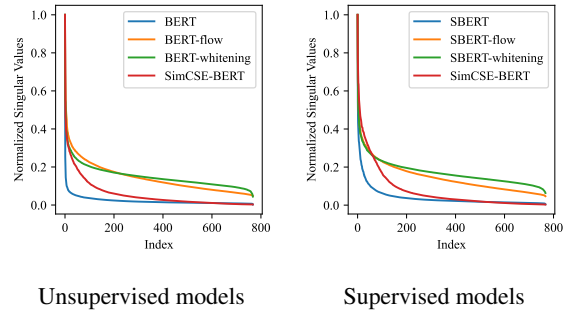 BERT
BERT-flow
BERT-whitening
SimCSE-BERT
Normalized Singular Values
1.0
0.8
0.6
0.4
0.2
0.0
0 200 400 600 800
Index
SBERT
SBERT-flow
SBERT-whitening
SimCSE-BERT
Normalized Singular Values
1.0
0.8
0.6
0.4
0.2
0.0
0 200 400 600 800
Index
Unsupervised models
Supervised models